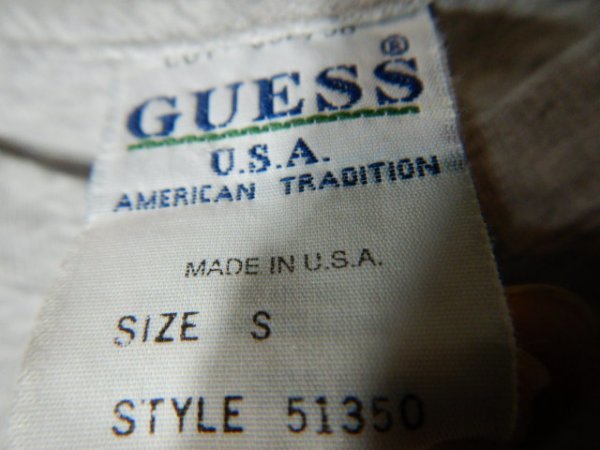 GUESS®
U.S.A.
AMERICAN TRADITION
MADE IN U.S.A.
SIZE S
STYLE 51350